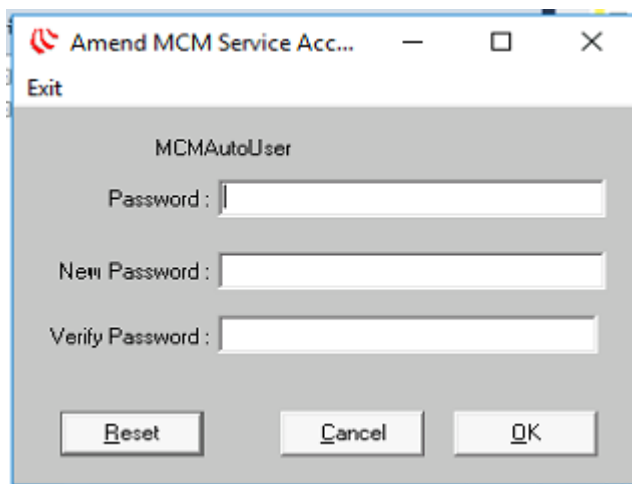 Amend MCM Service Acc...
Exit
MCMAutoUser
Password :
New Password :
Verify Password :
Reset Cancel OK